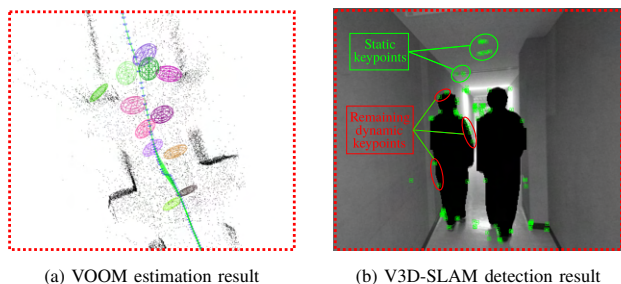 Static
keypoints
Remaining
dynamic
keypoints
(a) VOOM estimation result
(b) V3D-SLAM detection result